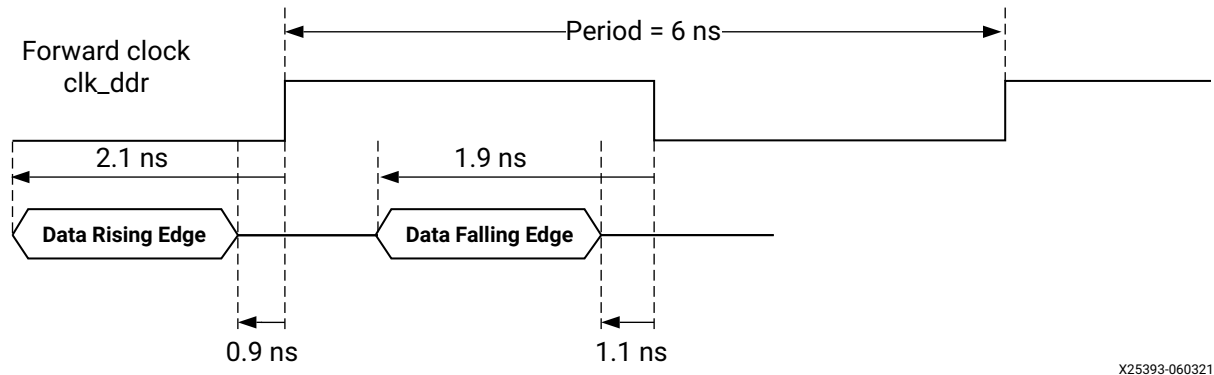 Period = 6 ns
Forward clock
clk_ddr
2.1 ns
1.9 ns
Data Rising Edge
Data Falling Edge
0.9 ns
1.1 ns
X25393-060321